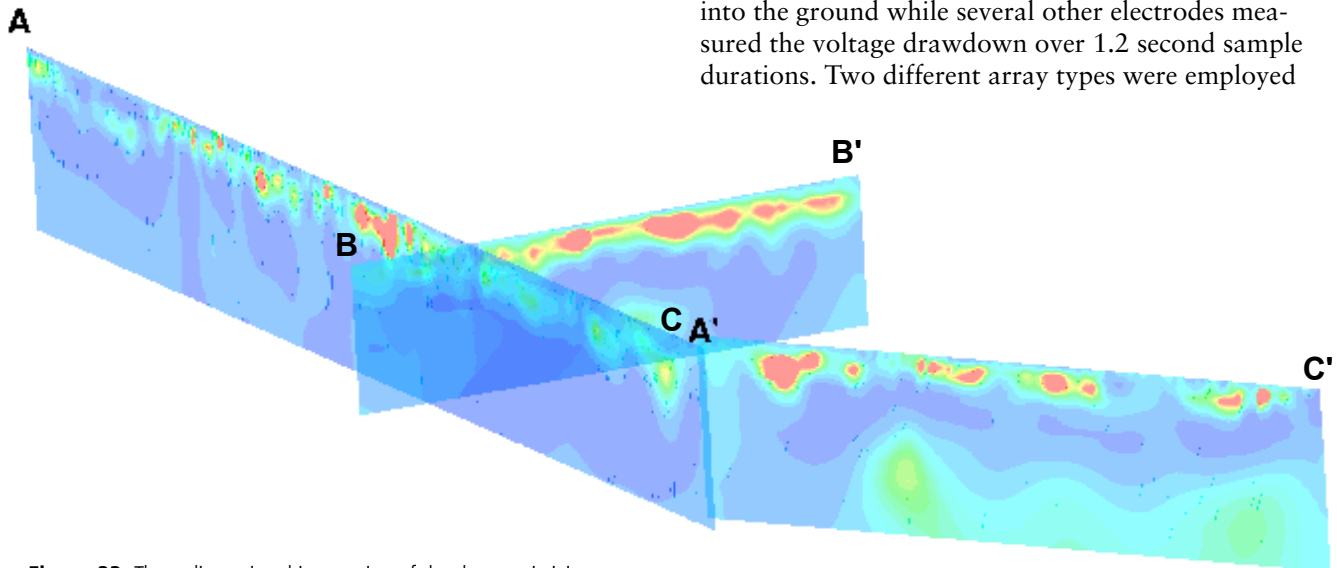 A
into the ground while several other electrodes mea-
sured the voltage drawdown over 1.2 second sample
durations. Two different array types were employed
B'
B
C A'
C'